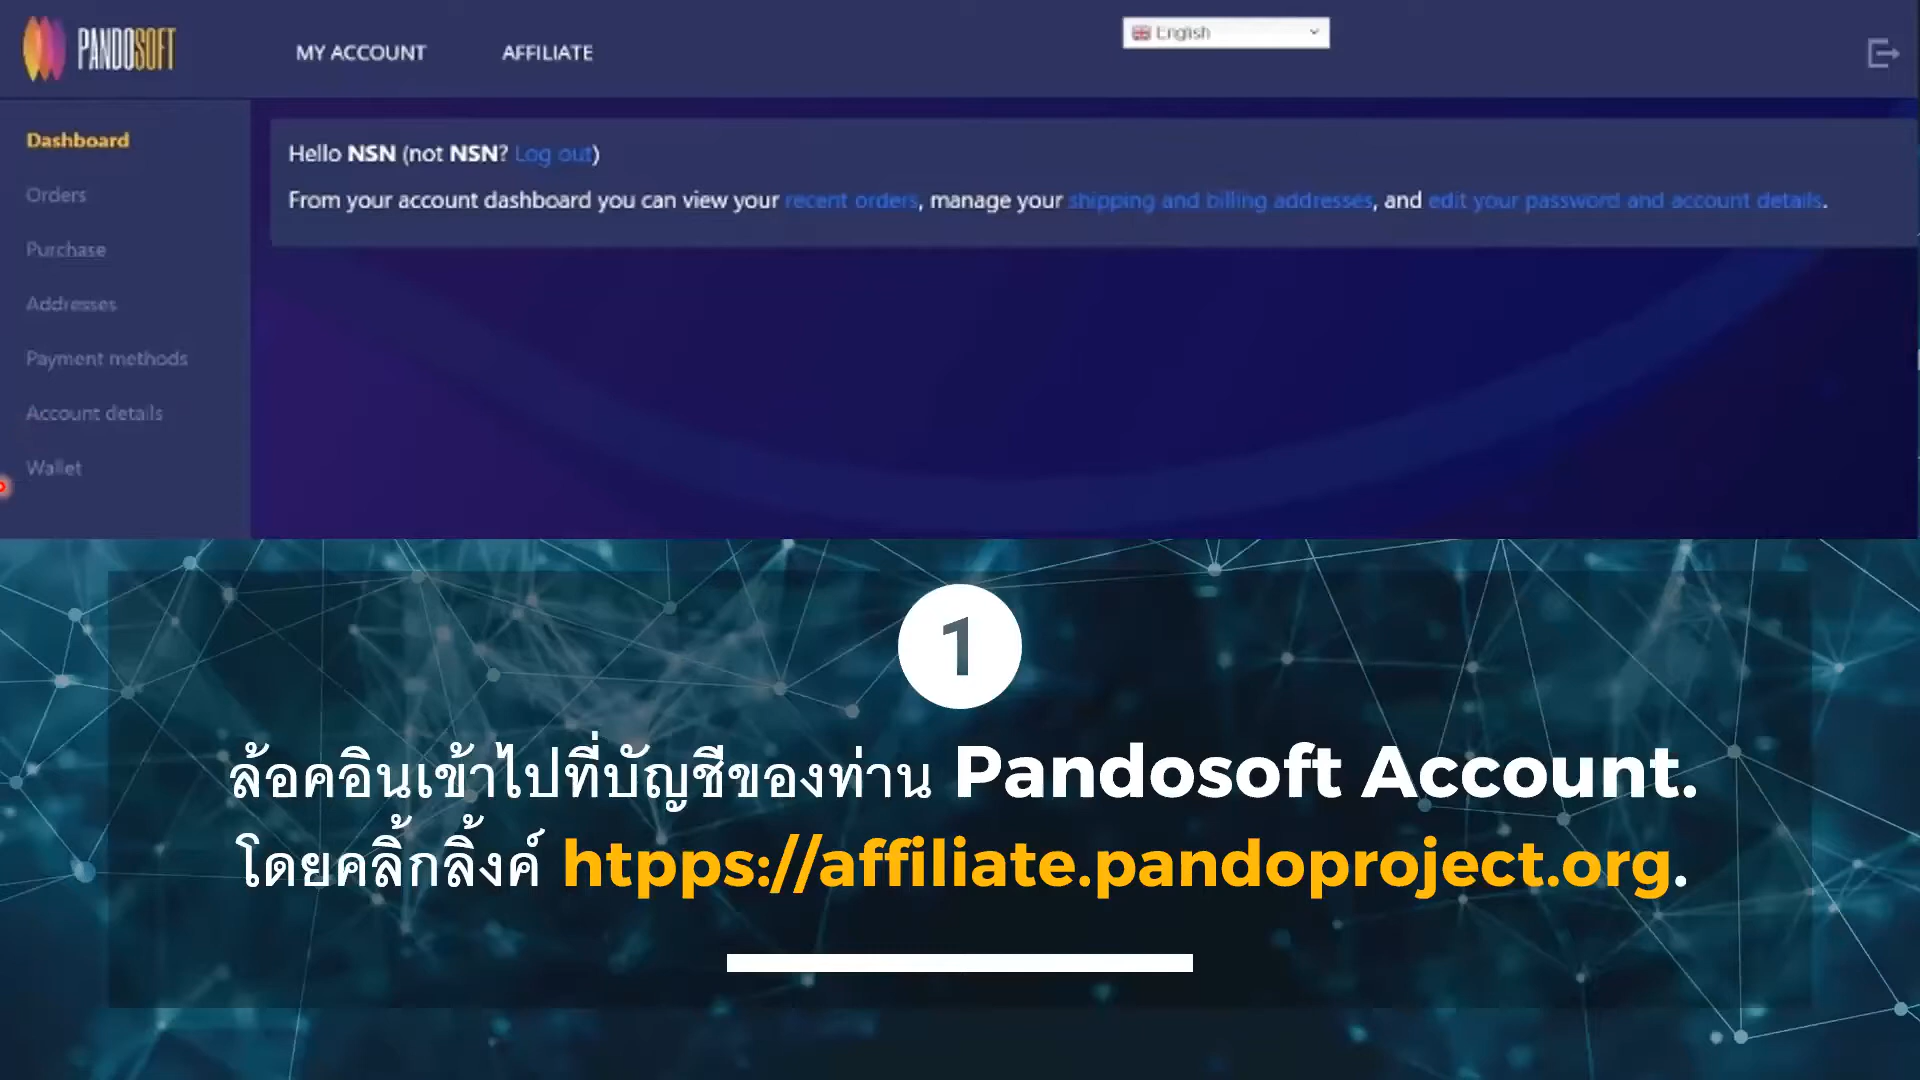 PANDOSOFT
MY ACCOUNT
AFFILIATE
English
Dashboard
Orders
Purchase
Addresses
Payment methods
Account details
Wallet
Hello NSN (not NSN? Log out)
From your account dashboard you can view your recent orders, manage your shipping and billing addresses, and edit your password and account details.
1
ล้อคอินเข้าไปที่บัญชีของท่าน Pandosoft Account.
โดยคลิ้กลิ้งค์ htpps://affiliate.pandoproject.org.